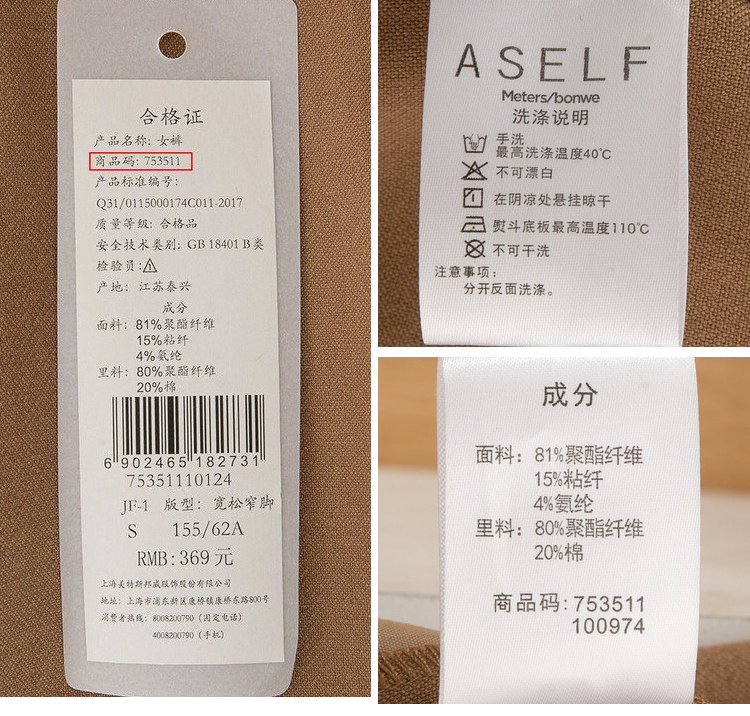 合格证
产品名称: 女裤
商品码: 753511
产品标准编号:
Q31/0115000174C011-2017
质量等级: 合格品
安全技术类别: GB 18401 B类
检验员:
产地: 江苏泰兴
成分
面料: 81%聚酯纤维
15%粘纤
4%氨纶
里料: 80%聚酯纤维
20%棉
6 902465 182731
75351110124
JF-1 版型: 宽松窄脚
S 155/62A
RMB:369元
上海美特斯邦威服饰股份有限公司
地址: 上海市浦东新区康桥镇康桥东路800号
消费者热线: 8008200790 (固定电话)
4008200790 (手机)
ASELF
Meters/bonwe
洗涤说明
手洗
最高洗涤温度40℃
不可漂白
在阴凉处悬挂晾干
熨斗底板最高温度110℃
不可干洗
注意事项:
分开反面洗涤。
成分
面料: 81%聚酯纤维
15%粘纤
4%氨纶
里料: 80%聚酯纤维
20%棉
商品码: 753511
100974